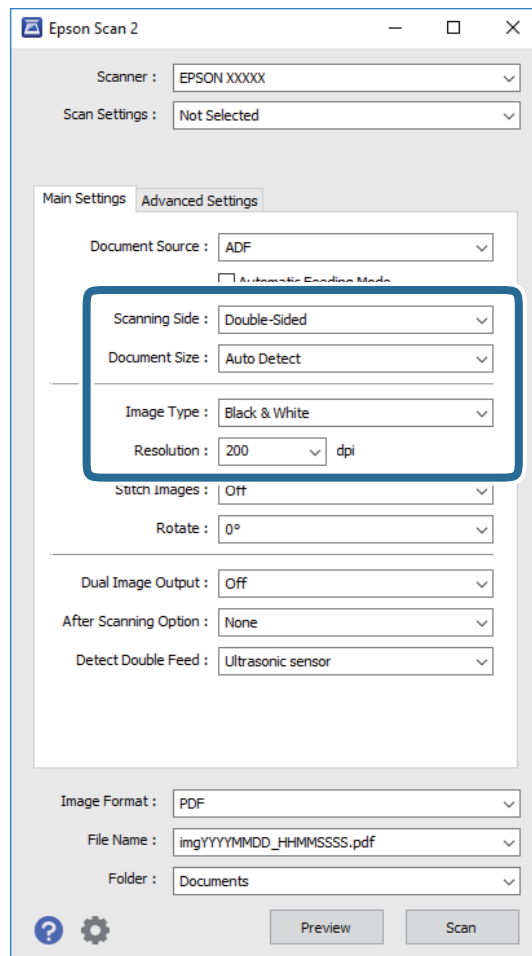 Epson Scan 2
Scanner : EPSON XXXXX
Scan Settings : Not Selected
Main Settings Advanced Settings
Document Source : ADF
Automatic Feeding Mode
Scanning Side : Double-Sided
Document Size : Auto Detect
Image Type : Black & White
Resolution : 200 dpi
Stitch Images : Off
Rotate : 0°
Dual Image Output : Off
After Scanning Option : None
Detect Double Feed : Ultrasonic sensor
Image Format : PDF
File Name : imgYYYYMMDD_HHMMSSSS.pdf
Folder : Documents
? Preview Scan